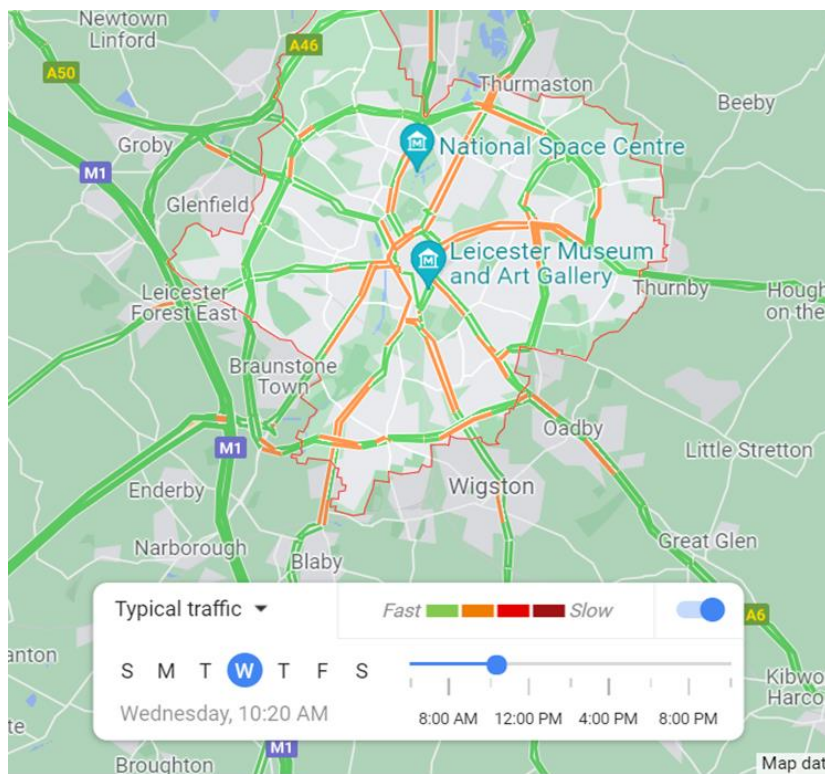 Newtown
Linford
A46
A50
Thurmaston
Beeby
Groby
National Space Centre
M1
Glenfield
Leicester Museum
and Art Gallery
Leicester
Forest East
Thurnby
Hough
on the
Braunstone
Town
Oadby
M1
Little Stretton
Enderby
Wigston
Narborough
Great Glen
Blaby
Typical traffic
Fast
Slow
A6
anton
S M T W T F S
Kibwo
Harco
Wednesday, 10:20 AM
8:00 AM 12:00 PM 4:00 PM 8:00 PM
te
M1
Broughton
Map dat